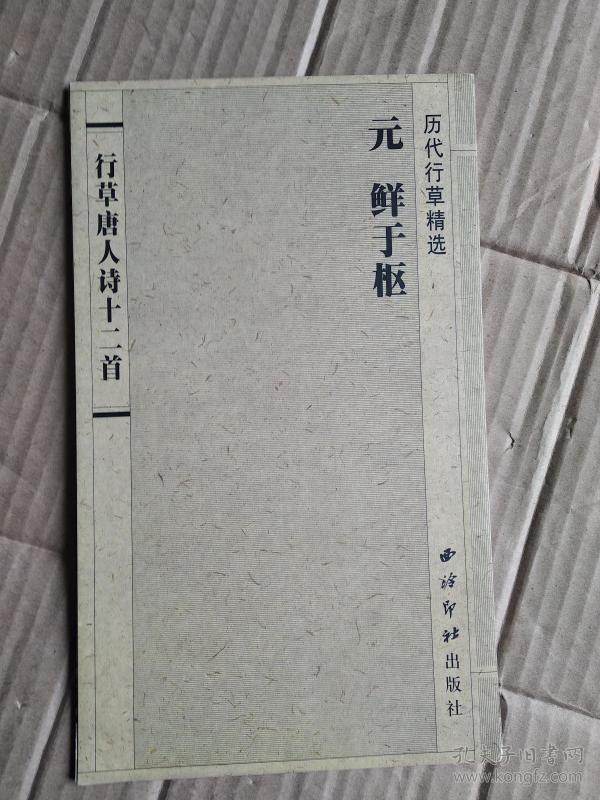 历代行草精选
元 鲜于枢
行草唐人诗十二首
西泠印社出版社
孔夫子旧书网
www.kongfz.com